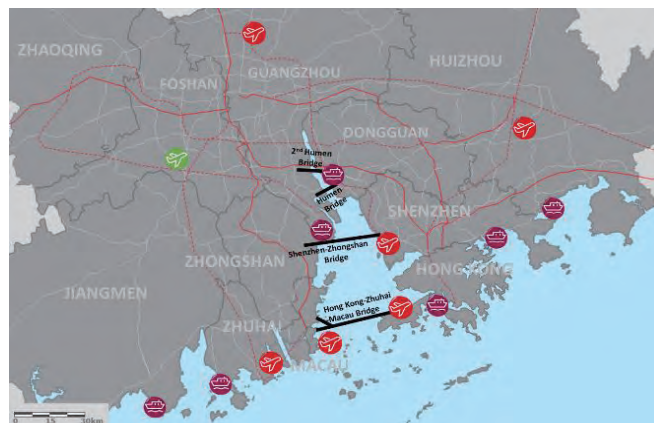 ZHAOQING
HUIZHOU
GUANGZHOU
FOSHAN
DONGGUAN
2nd Humen
Bridge
Humen
Bridge
SHENZHEN
Shenzhen-Zhongshan
Bridge
ZHONGSHAN
HONG KONG
JIANGMEN
Hong Kong-Zhuhai
Macau Bridge
ZHUHAI
MACAU
0 15 30km